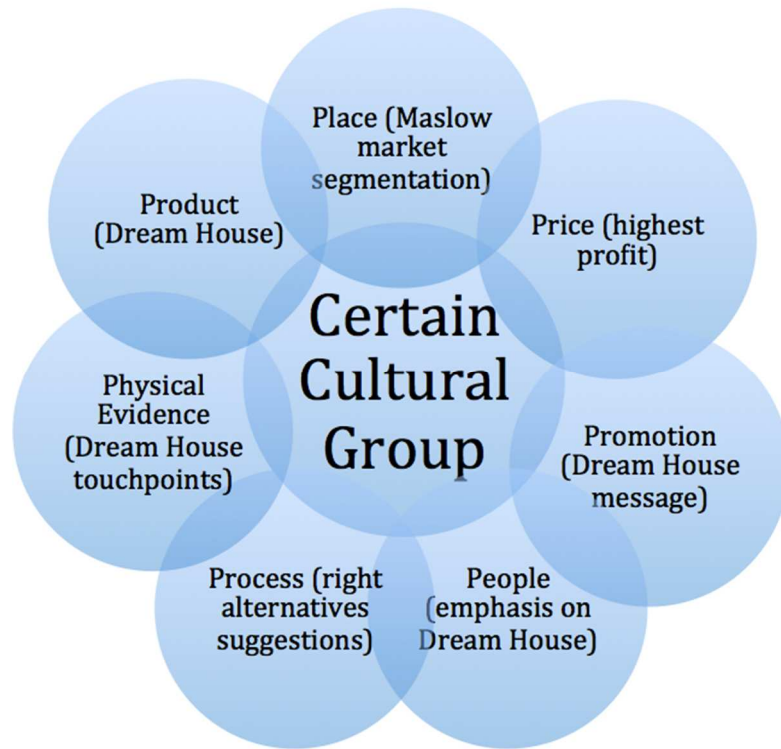 Place (Maslow
market
segmentation)
Product
(Dream House)
Price (highest
profit)
Certain
Cultural
Group
Physical
Evidence
(Dream House
touchpoints)
Promotion
(Dream House
message)
Process (right
alternatives
suggestions)
People
(emphasis on
Dream House)